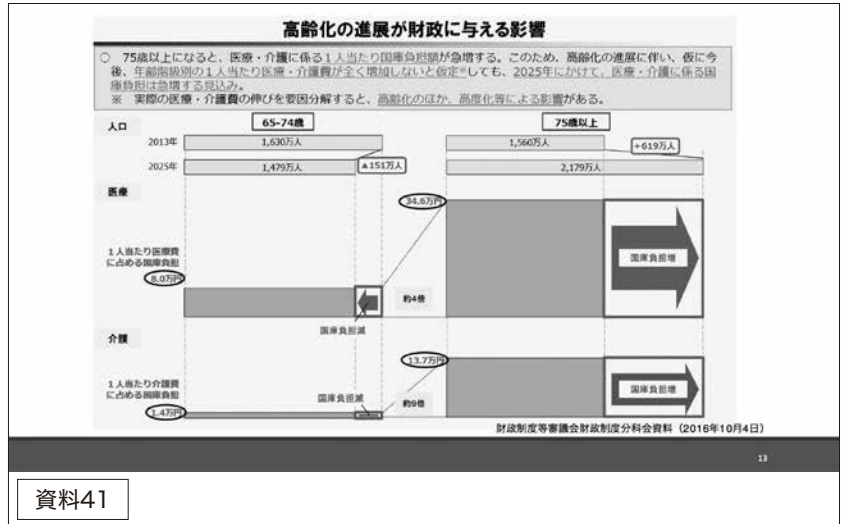 高齢化の進展が財政に与える影響
○ 75歳以上になると、医療・介護に係る1人当たり国庫負担額が急増する。このため、高齢化の進展に伴い、仮に今
後、年齢階級別の1人当たり医療・介護費が全く増加しないと仮定※しても、2025年にかけて、医療・介護に係る国
庫負担は急増する見込み。
※ 実際の医療・介護費の伸びを要因分解すると、高齢化のほか、高度化等による影響がある。
人口
65-74歳
75歳以上
2013年
1,630万人
1,560万人
+619万人
2025年
1,479万人
▲151万人
2,179万人
医療
34.6万円
1人当たり医療費
に占める国庫負担
8.0万円
国庫負担増
約4倍
国庫負担減
介護
13.7万円
1人当たり介護費
に占める国庫負担
1.4万円
国庫負担減
約9倍
国庫負担増
財政制度等審議会財政制度分科会資料（2016年10月4日）
13
資料41